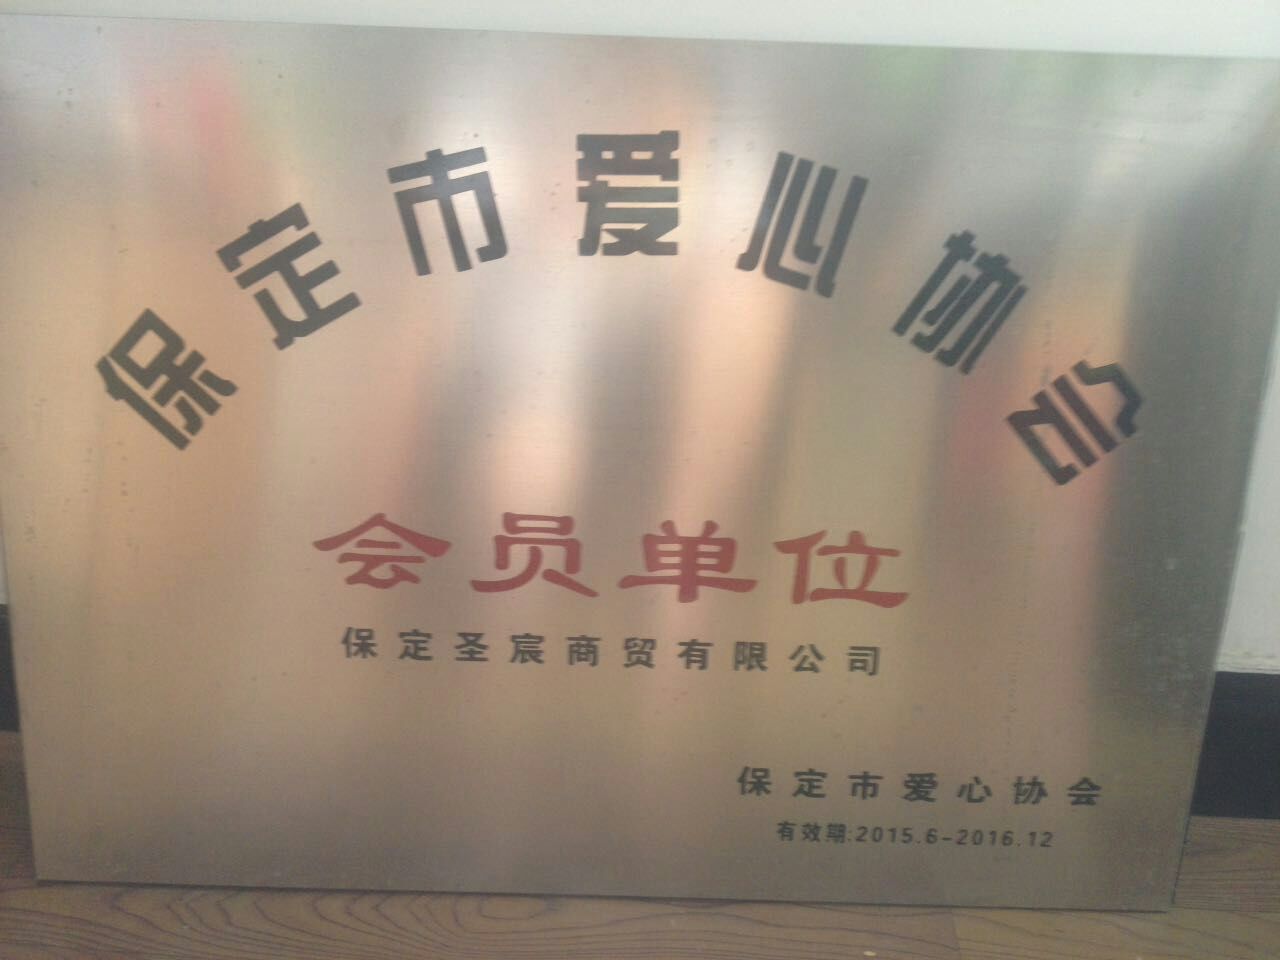 保定市爱心协会
会员单位
保定圣宸商贸有限公司
保定市爱心协会
有效期:2015.6-2016.12